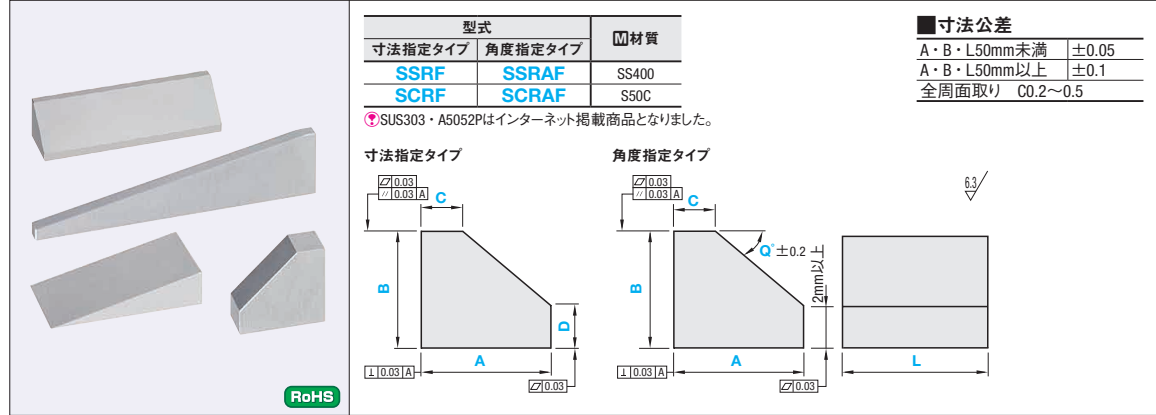 型式
M材質
寸法指定タイプ 角度指定タイプ
SSRF SSRAF SS400
SCRF SCRAF S50C
SUS303・A5052Pはインターネット掲載商品となりました。
■寸法公差
A・B・L50mm未満 ±0.05
A・B・L50mm以上 ±0.1
全周面取り C0.2～0.5
寸法指定タイプ
▱ 0.03
// 0.03 A
C
B
D
A
⊥ 0.03 A
▱ 0.03
角度指定タイプ
▱ 0.03
// 0.03 A
C
Q°±0.2
B
2mm以上
A
⊥ 0.03 A
▱ 0.03
6.3
L
RoHS